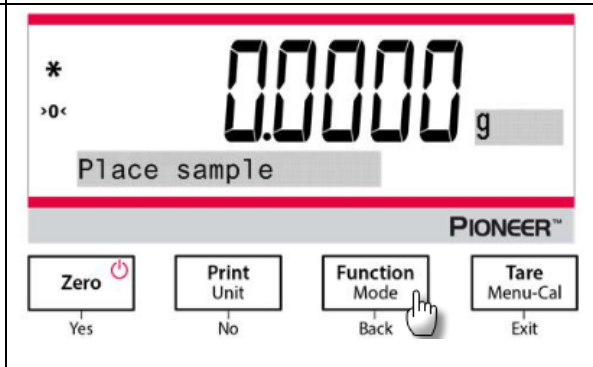 *
0.0000
>0<
g
Place sample
PIONEER™
Zero Print Function Tare
Unit Mode Menu-Cal
Yes No Back Exit